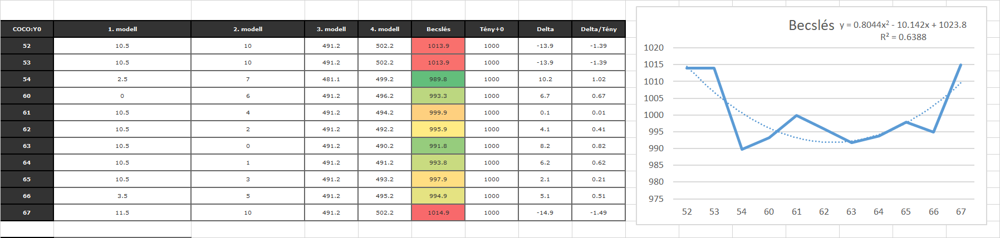 COCO:Y0 1. modell 2. modell 3. modell 4. modell Becslés Tény+0 Delta Delta/Tény
52 10.5 10 491.2 502.2 1013.9 1000 -13.9 -1.39
53 10.5 10 491.2 502.2 1013.9 1000 -13.9 -1.39
54 2.5 7 481.1 499.2 989.8 1000 10.2 1.02
60 0 6 491.2 496.2 993.3 1000 6.7 0.67
61 10.5 4 491.2 494.2 999.9 1000 0.1 0.01
62 10.5 2 491.2 492.2 995.9 1000 4.1 0.41
63 10.5 0 491.2 490.2 991.8 1000 8.2 0.82
64 10.5 1 491.2 491.2 993.8 1000 6.2 0.62
65 10.5 3 491.2 493.2 997.9 1000 2.1 0.21
66 3.5 5 491.2 495.2 994.9 1000 5.1 0.51
67 11.5 10 491.2 502.2 1014.9 1000 -14.9 -1.49
Becslés y = 0.8044x² - 10.142x + 1023.8
R² = 0.6388
1020
1015
1010
1005
1000
995
990
985
980
975
52 53 54 60 61 62 63 64 65 66 67